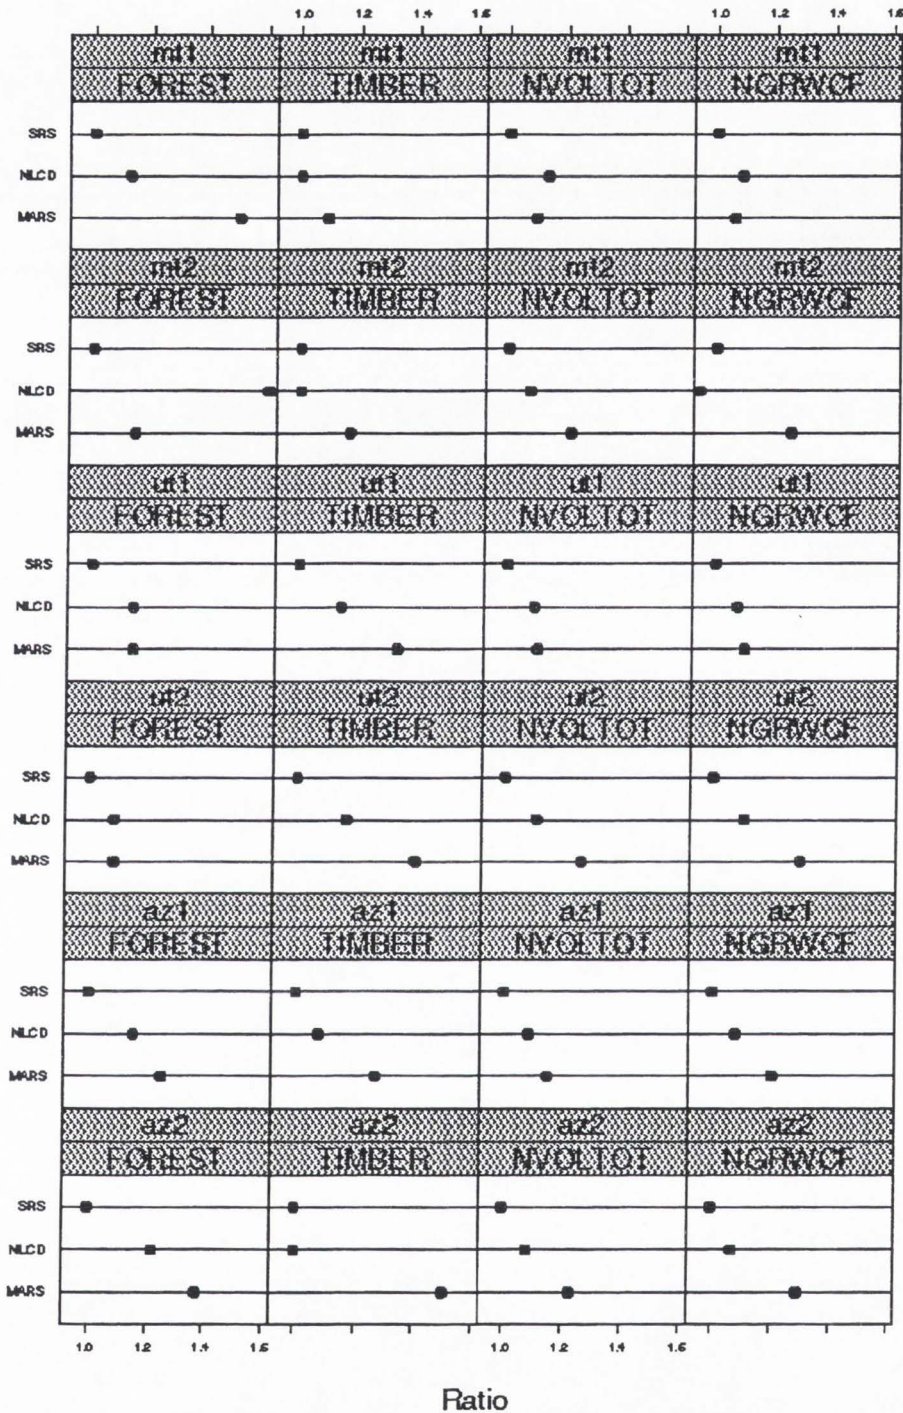 1.0 1.2 1.4 1.6 1.0 1.2 1.4 1.6
mt1 mt1 mt1 mt1
FOREST TIMBER NVOLTOT NGRWCF
SRS
NLCD
MARS
mt2 mt2 mt2 mt2
FOREST TIMBER NVOLTOT NGRWCF
SRS
NLCD
MARS
ut1 ut1 ut1 ut1
FOREST TIMBER NVOLTOT NGRWCF
SRS
NLCD
MARS
ut2 ut2 ut2 ut2
FOREST TIMBER NVOLTOT NGRWCF
SRS
NLCD
MARS
az1 az1 az1 az1
FOREST TIMBER NVOLTOT NGRWCF
SRS
NLCD
MARS
az2 az2 az2 az2
FOREST TIMBER NVOLTOT NGRWCF
SRS
NLCD
MARS
1.0 1.2 1.4 1.6 1.0 1.2 1.4 1.6
Ratio